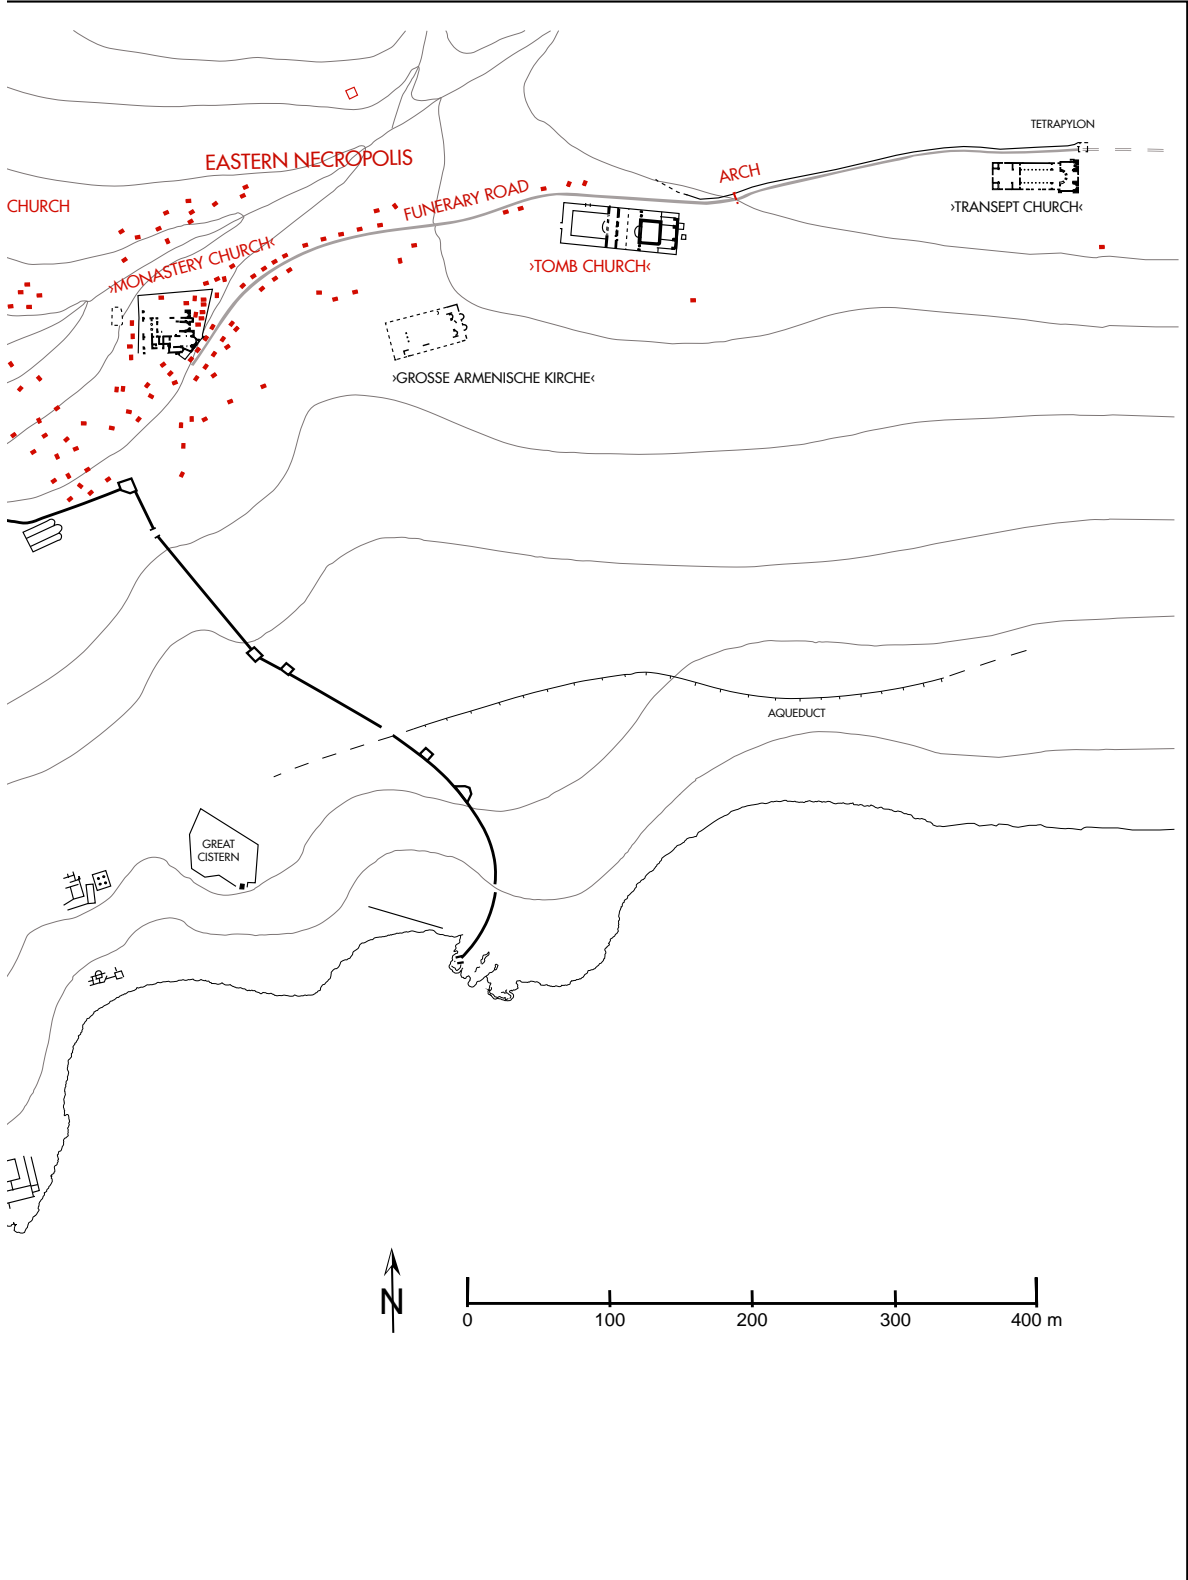 TETRAPYLON
EASTERN NECROPOLIS
ARCH
CHURCH
FUNERARY ROAD
›TRANSEPT CHURCH‹
›MONASTERY CHURCH‹
›TOMB CHURCH‹
›GROSSE ARMENISCHE KIRCHE‹
AQUEDUCT
GREAT
CISTERN
N
0 100 200 300 400 m